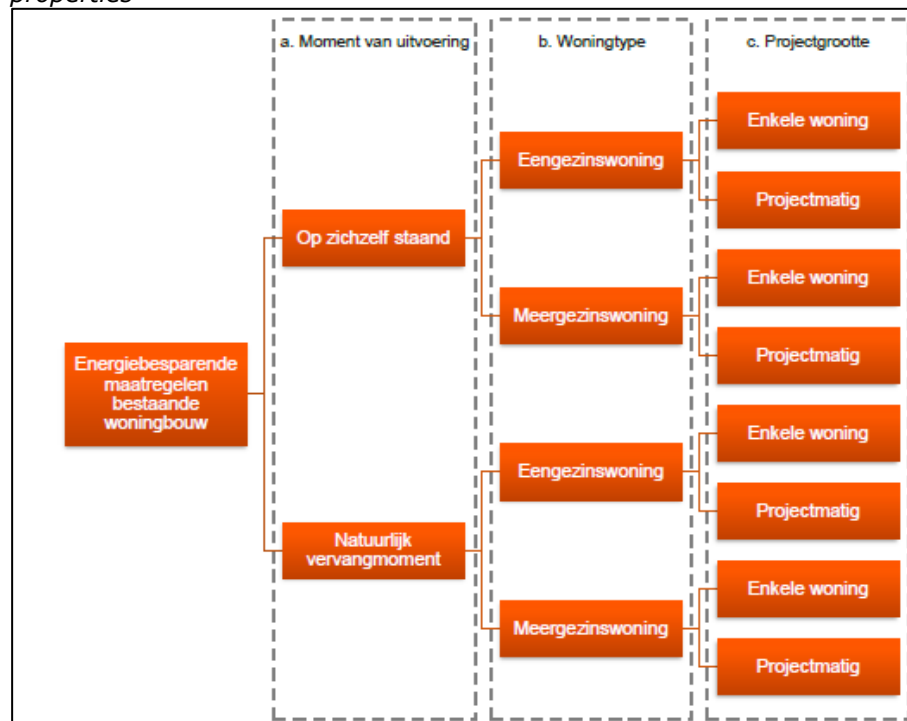 properties
a. Moment van uitvoering
b. Woningtype
c. Projectgrootte
Energiebesparende
maatregelen
bestaande
woningbouw
Op zichzelf staand
Eengezinswoning
Enkele woning
Projectmatig
Meergezinswoning
Enkele woning
Projectmatig
Natuurlijk
vervangmoment
Eengezinswoning
Enkele woning
Projectmatig
Meergezinswoning
Enkele woning
Projectmatig